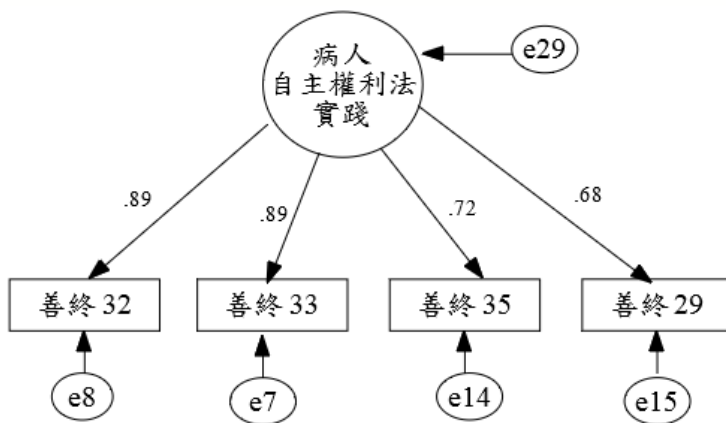 病人
自主權利法
實踐
e29
.89
.89
.72
.68
善終 32
善終 33
善終 35
善終 29
e8
e7
e14
e15